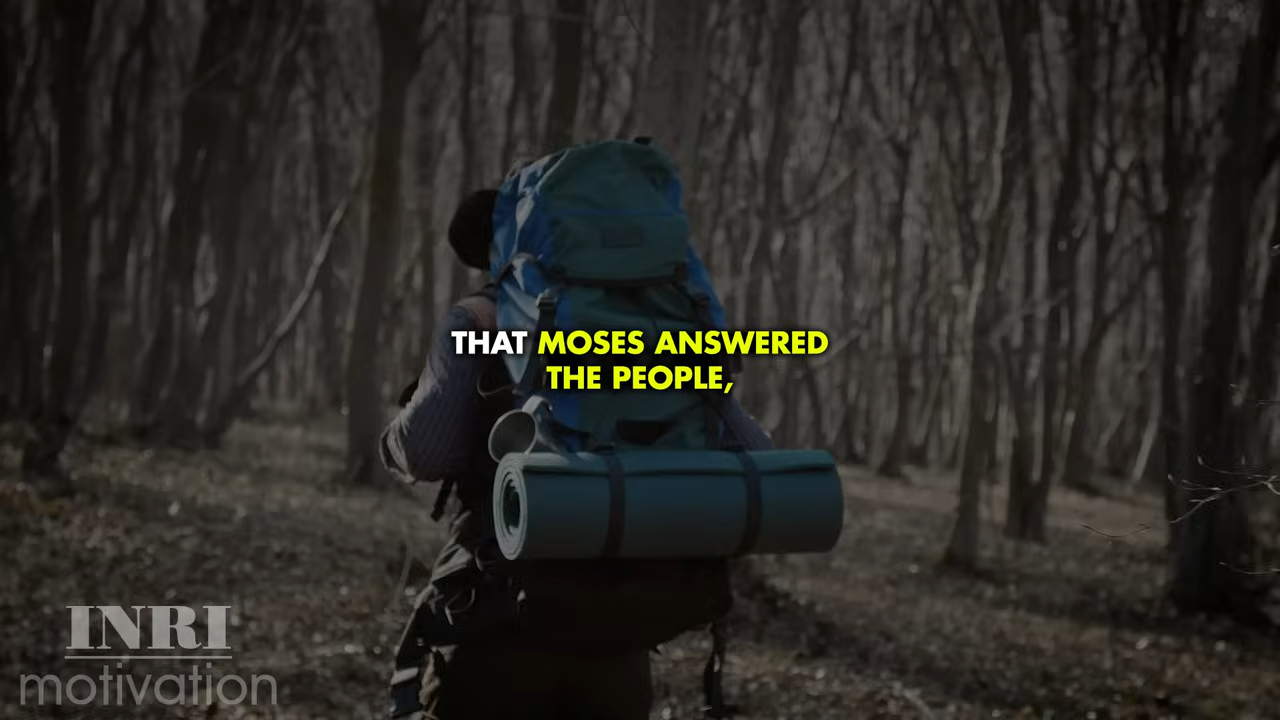 THAT MOSES ANSWERED
THE PEOPLE,
INRI
motivation